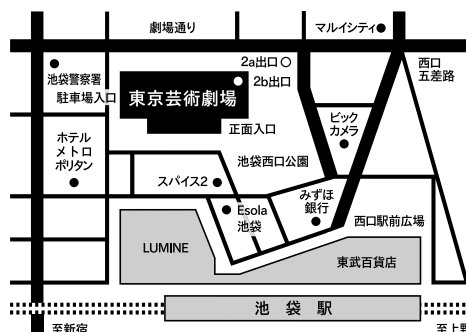 劇場通り
マルイシティ
西口
五差路
2a出口
2b出口
池袋警察署
駐車場入口
東京芸術劇場
正面入口
ビック
カメラ
ホテル
メトロ
ポリタン
池袋西口公園
スパイス2
みずほ
銀行
Esola
池袋
西口駅前広場
LUMINE
東武百貨店
池袋駅
至新宿
至上野